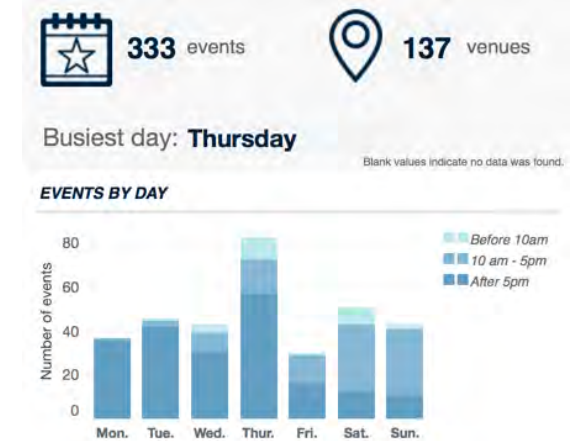 333 events
137 venues
Busiest day: Thursday
Blank values indicate no data was found.
EVENTS BY DAY
Number of events
80
60
40
20
0
Mon. Tue. Wed. Thur. Fri. Sat. Sun.
Before 10am
10 am - 5pm
After 5pm